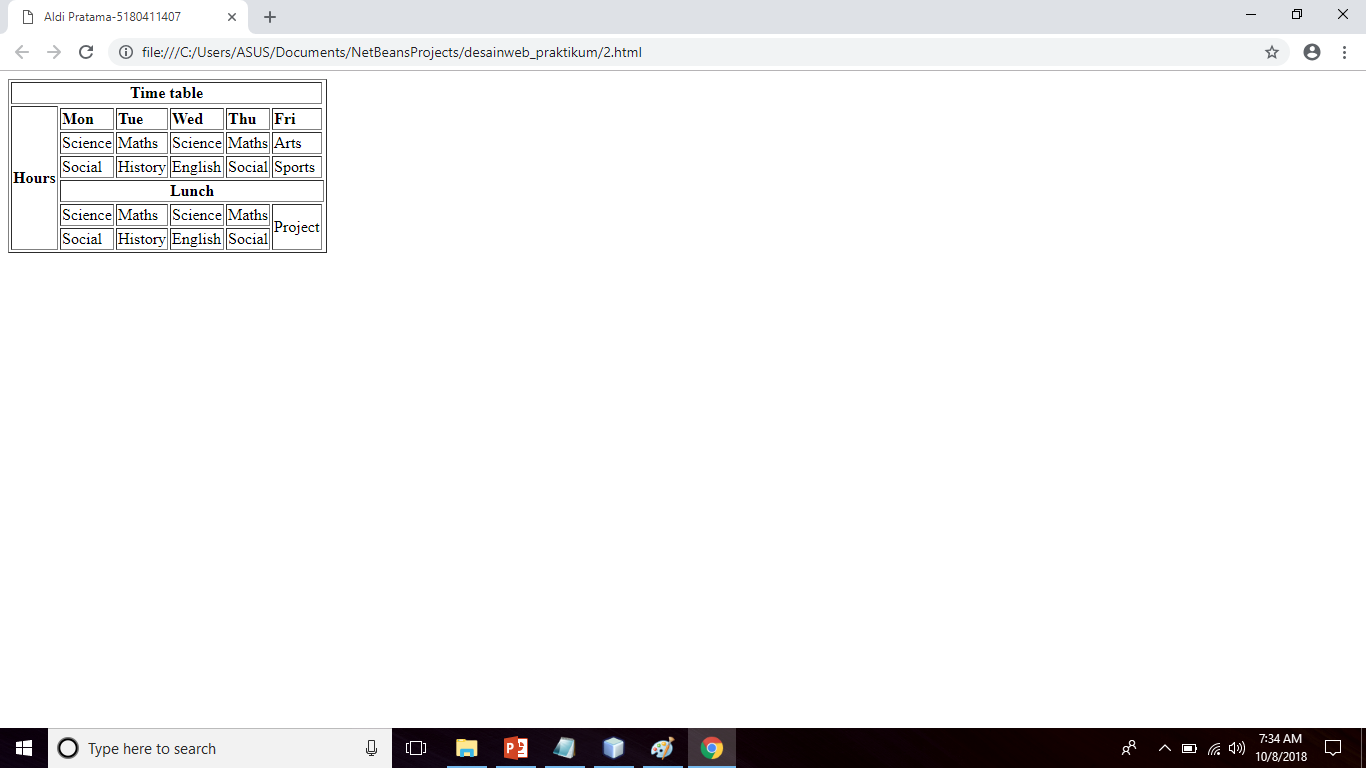 Aldi Pratama-5180411407
file:///C:/Users/ASUS/Documents/NetBeansProjects/desainweb_praktikum/2.html
Time table
Hours
Mon Tue Wed Thu Fri
Science Maths Science Maths Arts
Social History English Social Sports
Lunch
Science Maths Science Maths Project
Social History English Social
Type here to search
7:34 AM
10/8/2018